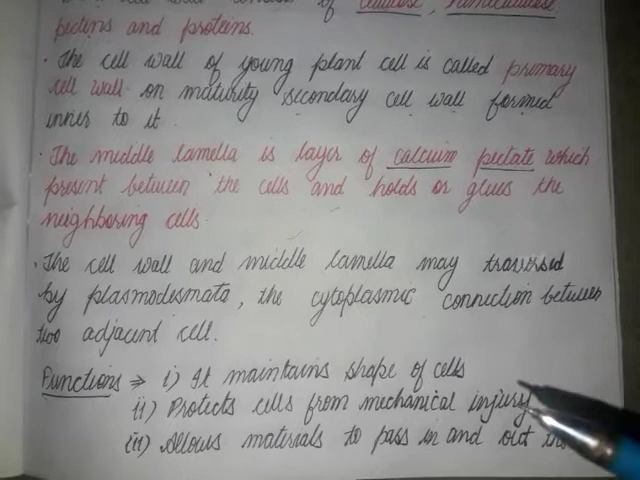 of cellulose, hemicellulose,
pectins and proteins.
· The cell wall of young plant cell is called primary
cell wall on maturity secondary cell wall formed
inner to it.
· The middle lamella is layer of calcium pectate which
present between the cells and holds or glues the
neighboring cells.
· The cell wall and middle lamella may traversed
by plasmodesmata, the cytoplasmic connection between
two adjacent cell.
Functions ⇒ i) It maintains shape of cells
ii) Protects cells from mechanical injury
iii) Allows materials to pass in and out